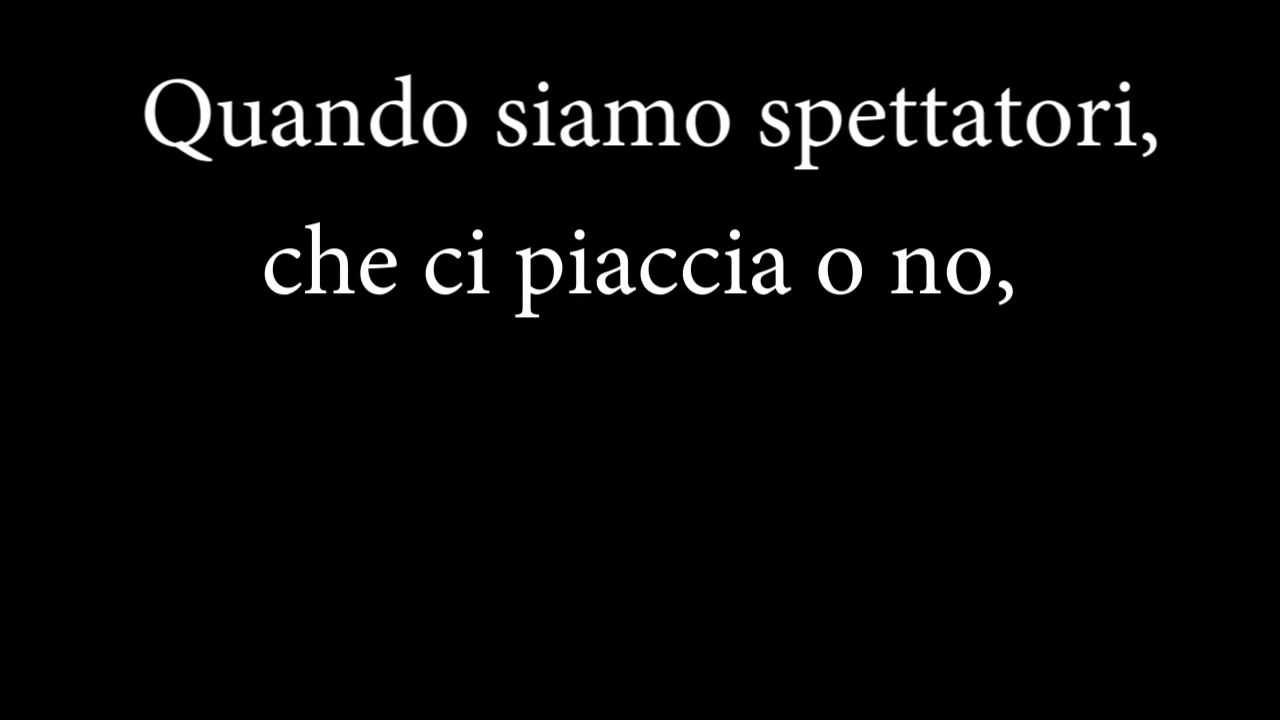 Quando siamo spettatori,
che ci piaccia o no,